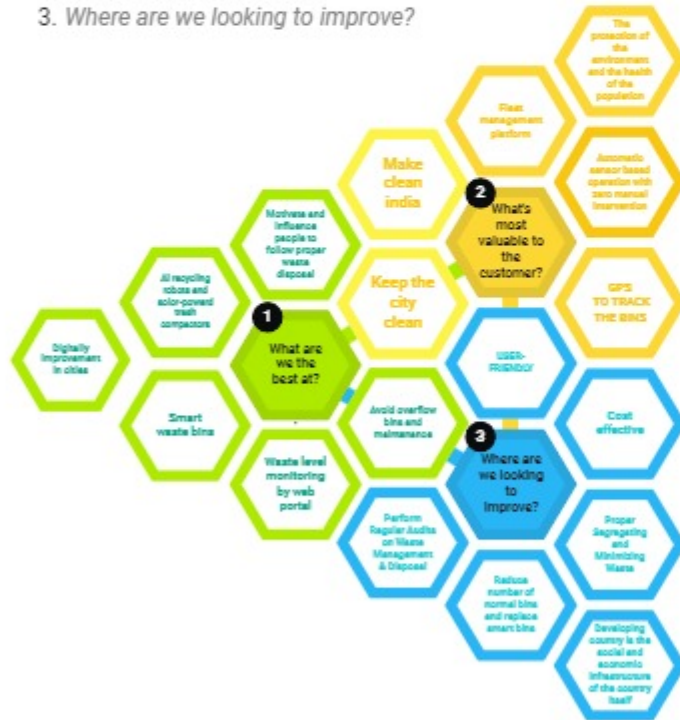 3. Where are we looking to improve?
The
protection of
the
environment
and the health
of the
population
Fleet
management
platform
Make
clean
india
Automatic
sensor based
operation with
zero manual
intervention
2
What's
most
valuable to
the
customer?
Motivate and
influence
people to
follow proper
waste
disposal
AI recycling
robots and
solar-powerd
trash
compactors
Keep the
city
clean
GPS
TO TRACK
THE BINS
1
What are
we the
best at?
Digitally
improvement
in cities
USER-
FRIENDLY
Smart
waste bins
Avoid overflow
bins and
maintenance
Cost
effective
3
Where are
we looking
to
improve?
Waste level
monitoring
by web
portal
Perform
Regular Audits
on Waste
Management
& Disposal
Proper
Segregating
and
Minimizing
Waste
Reduse
number of
normal bins
and replace
smart bins
Developing
country is the
social and
economic
infrastructure
of the country
itself